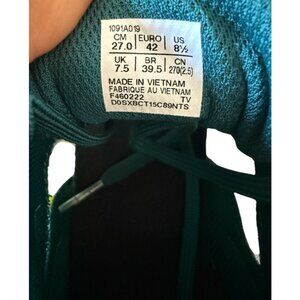 1091A019
CM EURO US
27.0 42 8½
UK BR CN
7.5 39.5 270(2.5)
MADE IN VIETNAM
FABRIQUE AU VIETNAM
F460222 TV
D0SXBCT15C89NTS